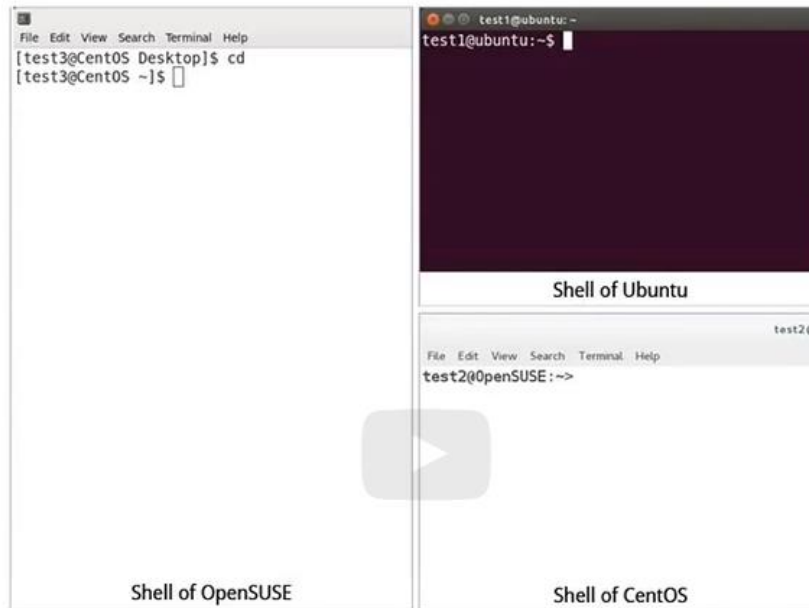 File Edit View Search Terminal Help
[test3@CentOS Desktop]$ cd
[test3@CentOS ~]$
Shell of OpenSUSE
test1@ubuntu: ~
test1@ubuntu:~$
Shell of Ubuntu
test2@
File Edit View Search Terminal Help
test2@OpenSUSE:~>
Shell of CentOS